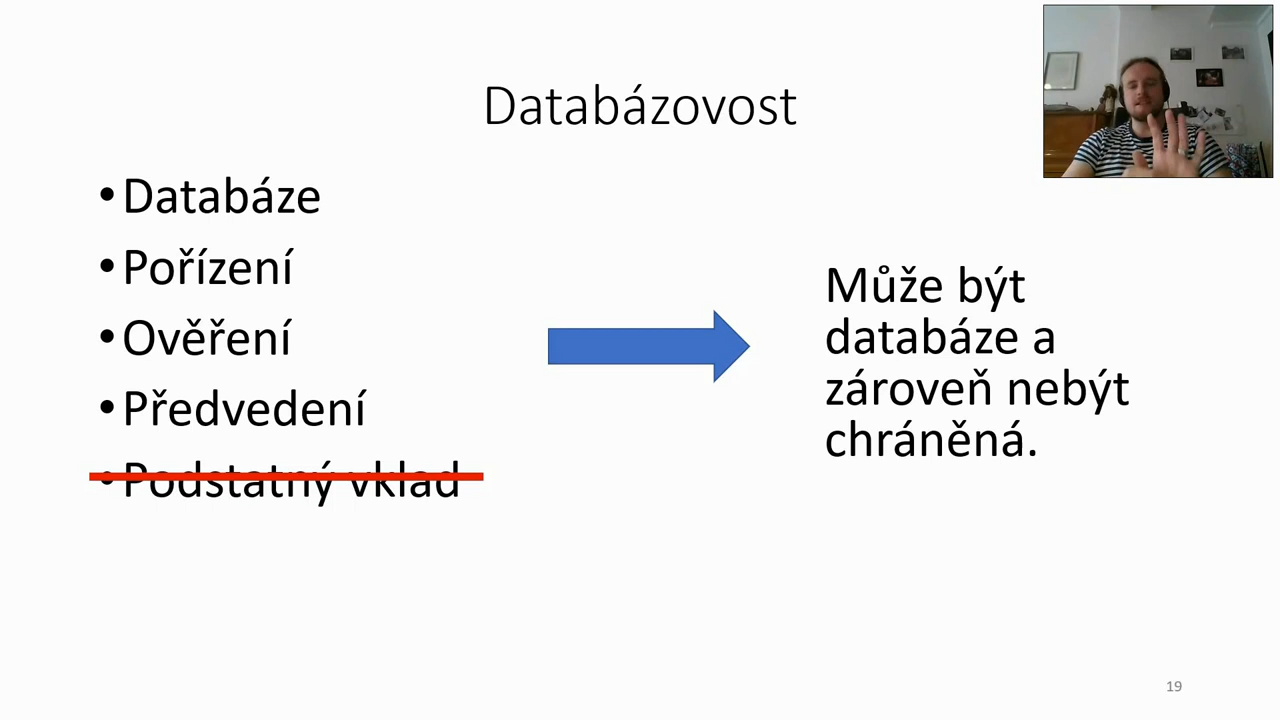 Databázovost
•Databáze
•Pořízení
•Ověření
•Předvedení
•Podstatný vklad
Může být
databáze a
zároveň nebýt
chráněná.
19